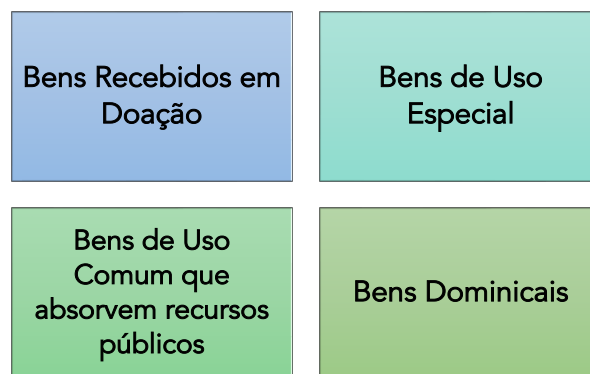 Bens Recebidos em
Doação
Bens de Uso
Especial
Bens de Uso
Comum que
absorvem recursos
públicos
Bens Dominicais